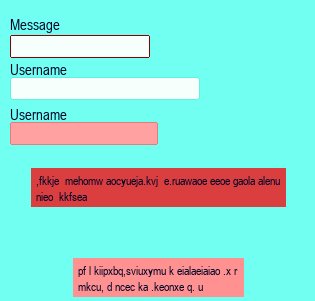 Message
Username
Username
,fkkje mehomw aocyueja.kvj e.ruawaoe eeoe gaola alenu
nieo kkfsea
pf l kiipxbq,sviuxymu k eialaeiaiao .x r
mkcu, d ncec ka .keonxe q. u